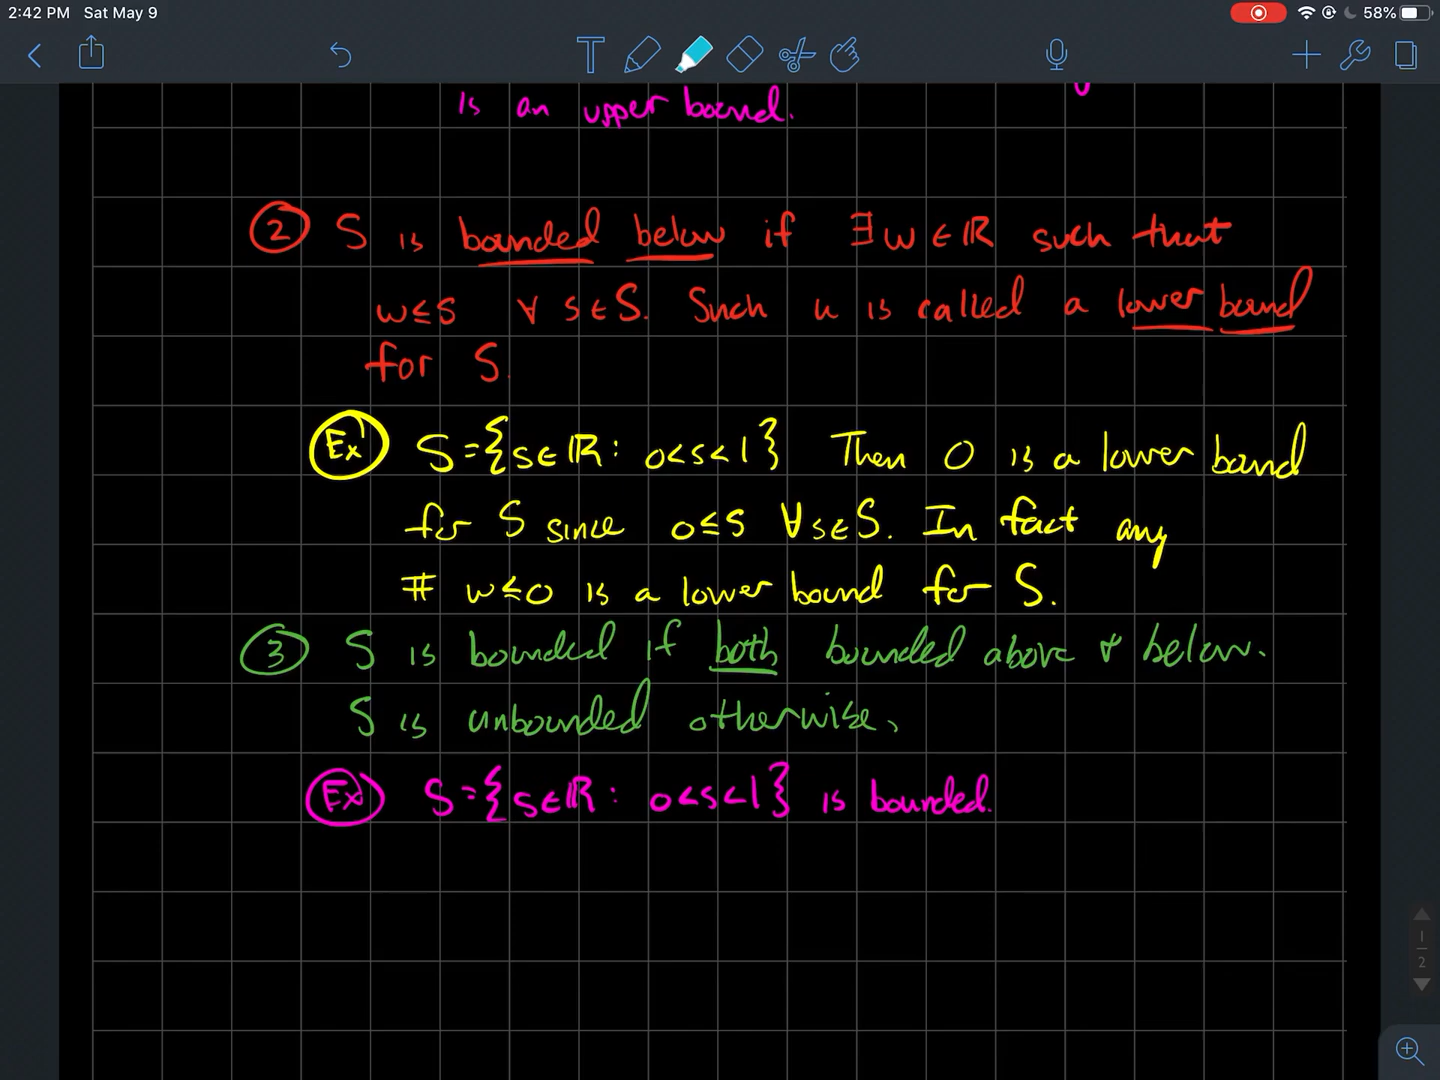 2:42 PM Sat May 9
58%
T
is an upper bound.
② S is bounded below if ∃ w ∈ ℝ such that
w ≤ s ∀ s ∈ S. Such u is called a lower bound
for S.
Ex S = {s ∈ ℝ : 0 < s < 1} Then 0 is a lower bound
for S since 0 ≤ s ∀ s ∈ S. In fact any
# w ≤ 0 is a lower bound for S.
③ S is bounded if both bounded above & below.
S is unbounded otherwise.
Ex S = {s ∈ ℝ : 0 < s < 1} is bounded.
1
2